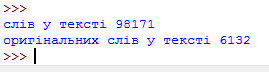 >>>
слів у тексті 98171
оригінальних слів у тексті 6132
>>>